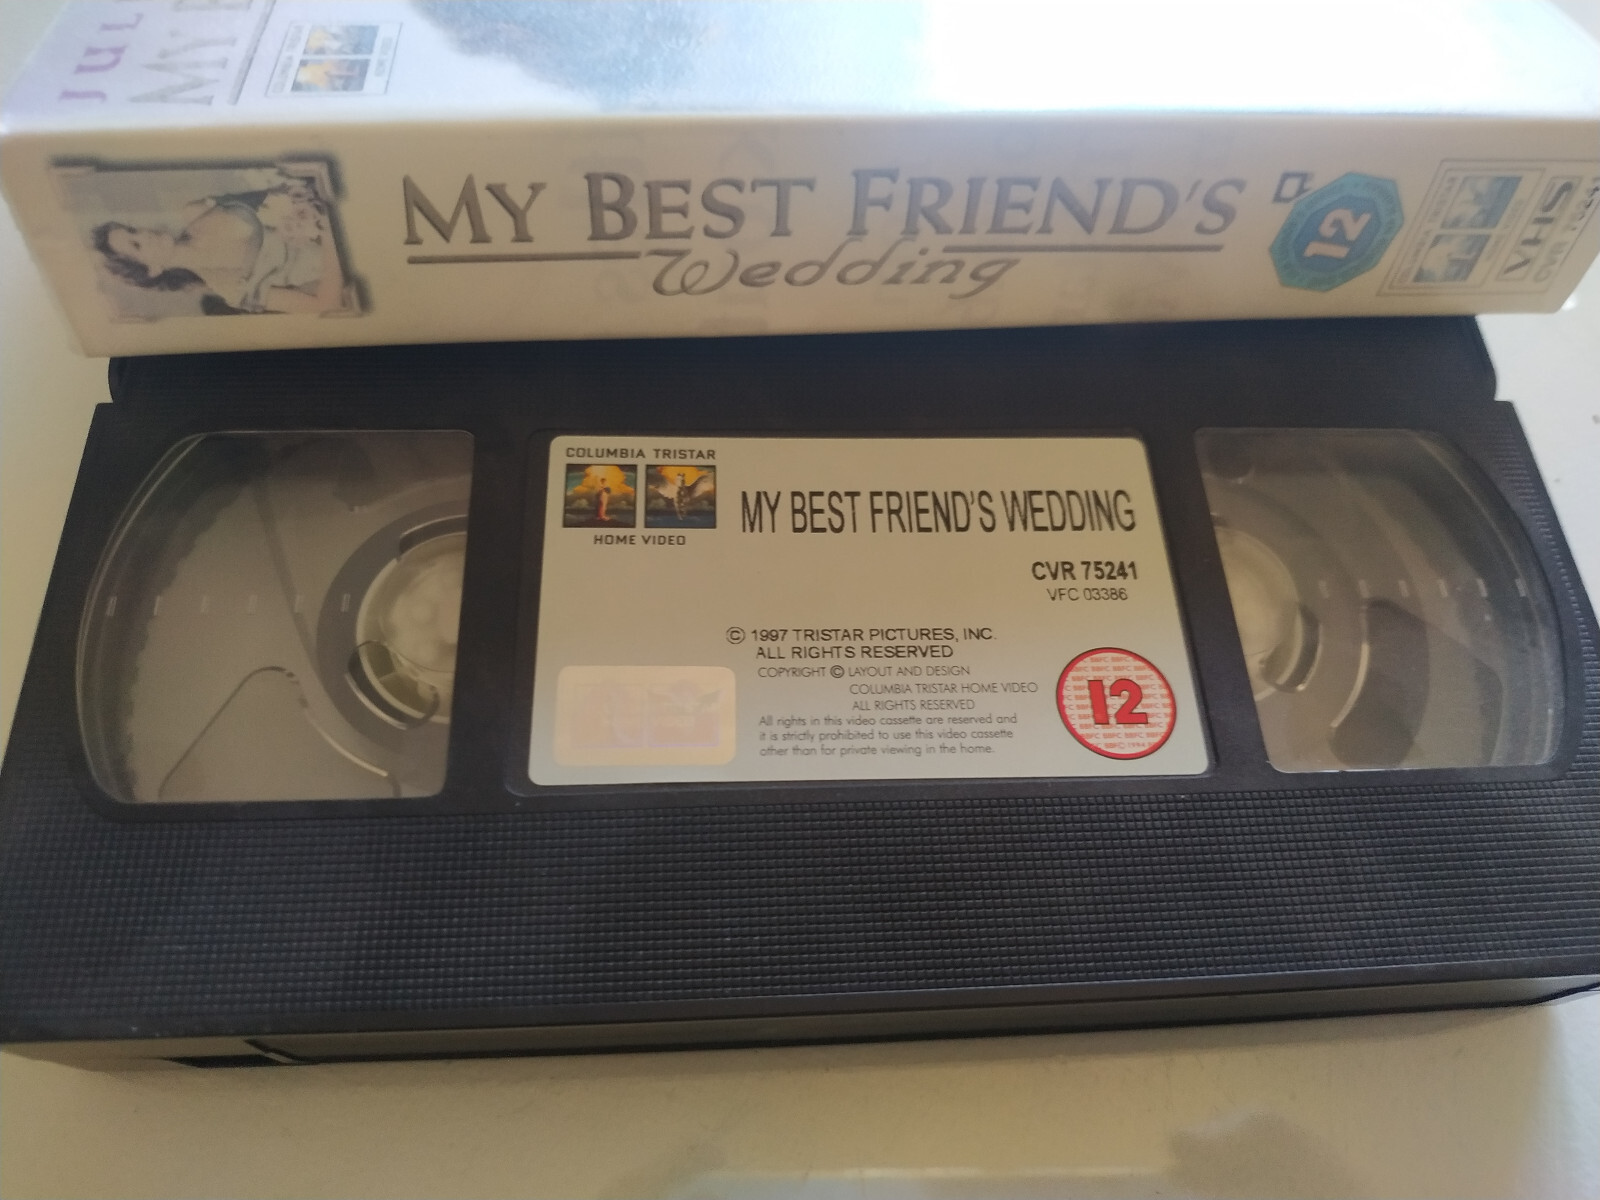 JUL
MY B
MY BEST FRIEND'S
Wedding
12
VHS
COLUMBIA TRISTAR
HOME VIDEO
MY BEST FRIEND'S WEDDING
CVR 75241
VFC 03386
© 1997 TRISTAR PICTURES, INC.
ALL RIGHTS RESERVED
COPYRIGHT © LAYOUT AND DESIGN
COLUMBIA TRISTAR HOME VIDEO
ALL RIGHTS RESERVED
All rights in this video cassette are reserved and
it is strictly prohibited to use this video cassette
other than for private viewing in the home.
12